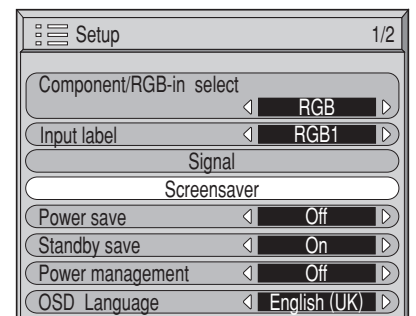 Setup 1/2
Component/RGB-in select
RGB
Input label RGB1
Signal
Screensaver
Power save Off
Standby save On
Power management Off
OSD Language English (UK)